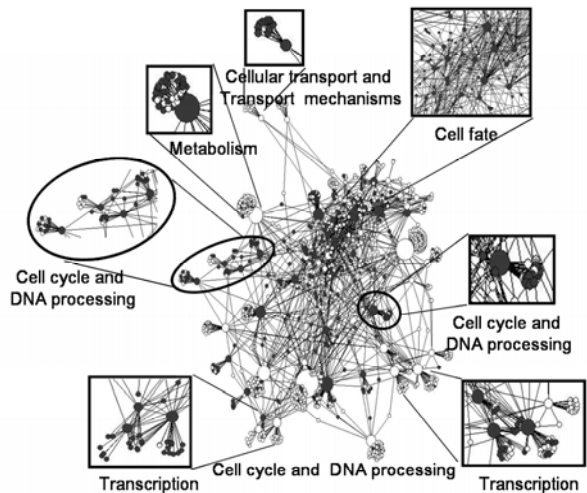 Cellular transport and
Transport mechanisms
Cell fate
Metabolism
Cell cycle and
DNA processing
Cell cycle and
DNA processing
Transcription
Cell cycle and DNA processing
Transcription